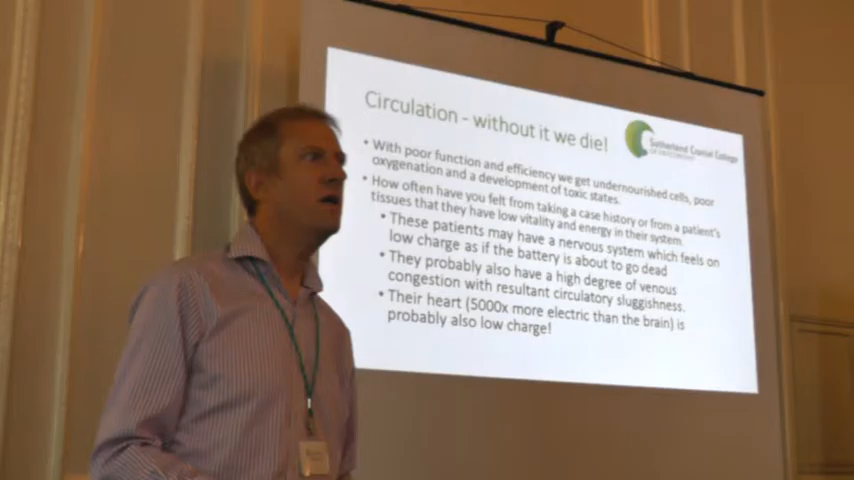 Circulation - without it we die!
Sutherland Cranial College
OF OSTEOPATHY
• With poor function and efficiency we get undernourished cells, poor
oxygenation and a development of toxic states.
• How often have you felt from taking a case history or from a patient's
tissues that they have low vitality and energy in their system
• These patients may have a nervous system which feels on
low charge as if the battery is about to go dead
• They probably also have a high degree of venous
congestion with resultant circulatory sluggishness.
• Their heart (5000x more electric than the brain) is
probably also low charge!